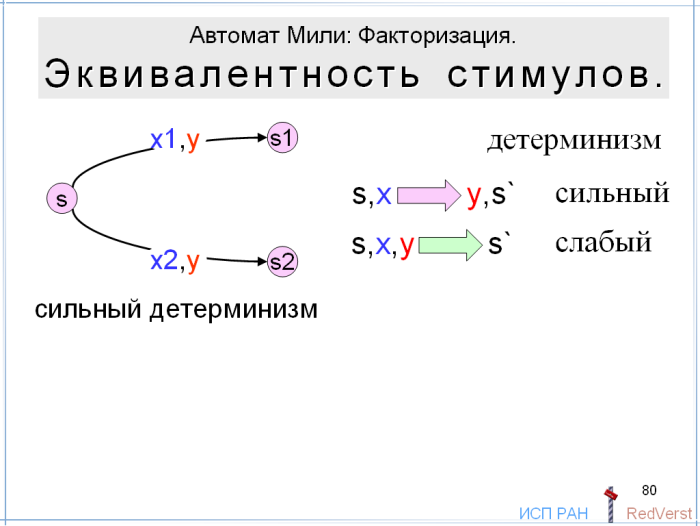 Автомат Мили: Факторизация.
Эквивалентность стимулов.
x1,y
s1
s
x2,y
s2
сильный детерминизм
детерминизм
s,x y,s` сильный
s,x,y s` слабый
80
ИСП РАН RedVerst